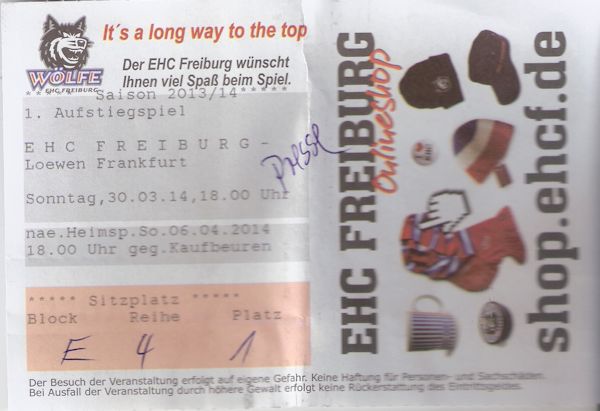 It´s a long way to the top
WÖLFE
EHC FREIBURG
Der EHC Freiburg wünscht
Ihnen viel Spaß beim Spiel.
* * * * * Saison 2013/14 * * * * *
1. Aufstiegspiel
E H C  F R E I B U R G -
Loewen Frankfurt
Sonntag,30.03.14,18.00 Uhr
nae.Heimsp.So.06.04.2014
18.00 Uhr geg.Kaufbeuren
***** Sitzplatz *****
Block Reihe Platz
E 4 1
Presse
EHC FREIBURG
Onlineshop
shop.ehcf.de
Der Besuch der Veranstaltung erfolgt auf eigene Gefahr. Keine Haftung für Personen- und Sachschäden.
Bei Ausfall der Veranstaltung durch höhere Gewalt erfolgt keine Rückerstattung des Eintrittsgeldes.